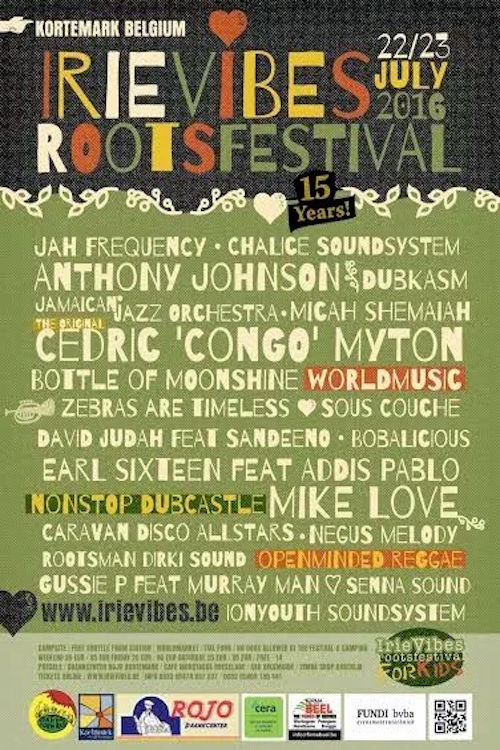 KORTEMARK BELGIUM
22/23
JULY
2016
IRIEVIBES
ROOTSFESTIVAL
15
Years!
JAH FREQUENCY • CHALICE SOUNDSYSTEM
ANTHONY JOHNSON DUBKASM
JAMAICAN JAZZ ORCHESTRA • MICAH SHEMAIAH
THE ORIGINAL
CEDRIC 'CONGO' MYTON
BOTTLE OF MOONSHINE WORLDMUSIC
ZEBRAS ARE TIMELESS ♥ SOUS COUCHE
DAVID JUDAH FEAT SANDEENO • BOBALICIOUS
EARL SIXTEEN FEAT ADDIS PABLO
NONSTOP DUBCASTLE MIKE LOVE
CARAVAN DISCO ALLSTARS • NEGUS MELODY
ROOTSMAN DIRKI SOUND OPENMINDED REGGAE
GUSSIE P FEAT MURRAY MAN ♡ SENNA SOUND
www.irievibes.be IONYOUTH SOUNDSYSTEM
IrieVibes
rootsfestival
FOR KIDS
ROJO
BANKCENTER
cera
BEEL
FUNDI bvba